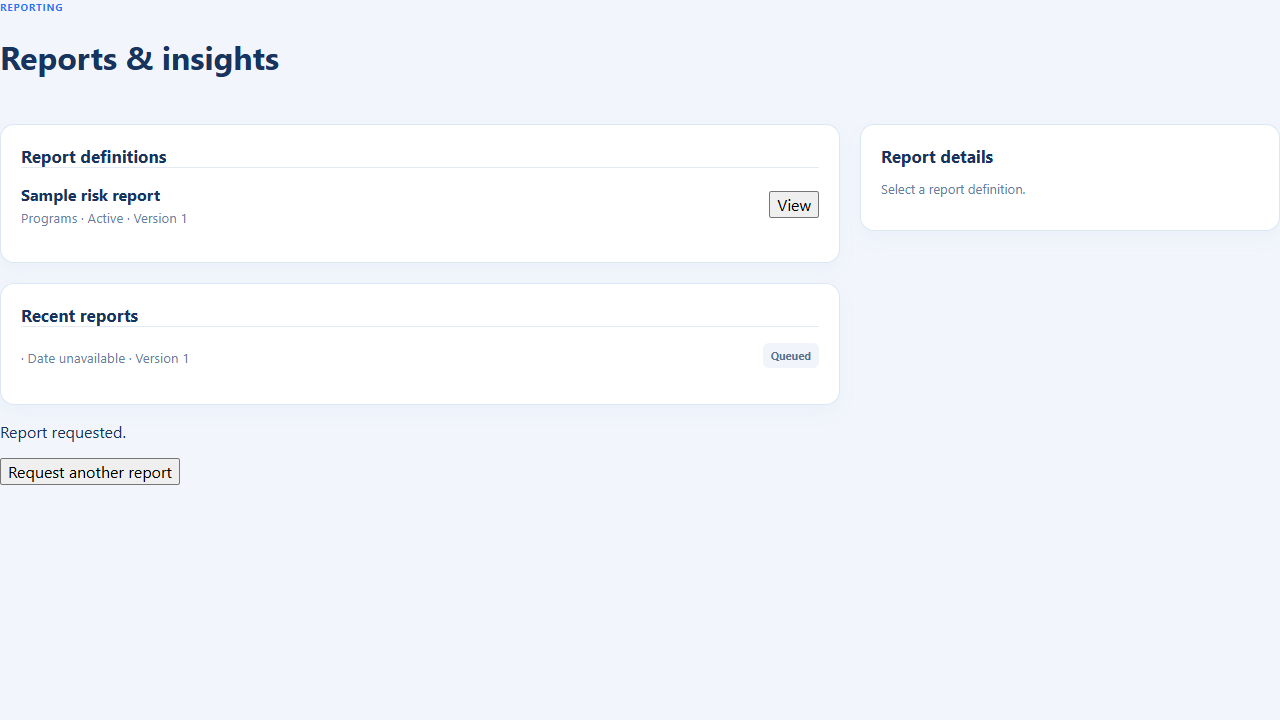 REPORTING
Reports & insights
Report definitions
Sample risk report
Programs · Active · Version 1
View
Report details
Select a report definition.
Recent reports
· Date unavailable · Version 1
Queued
Report requested.
Request another report